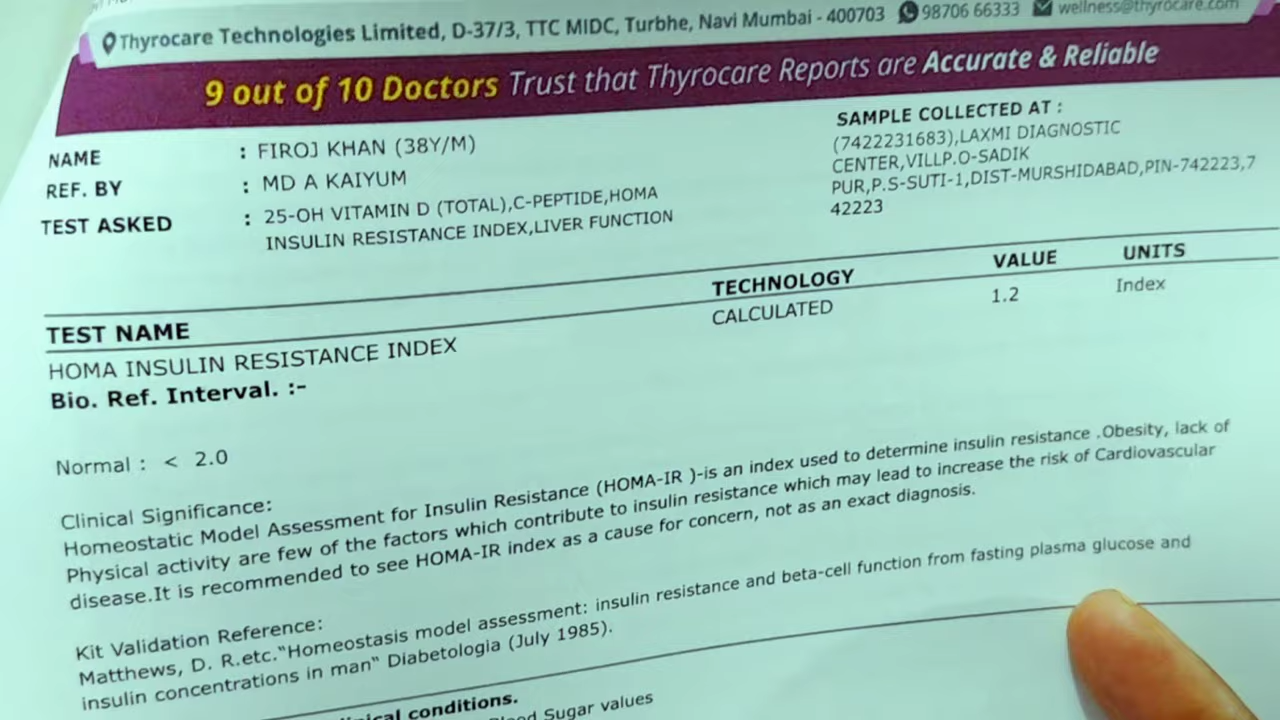 Thyrocare Technologies Limited, D-37/3, TTC MIDC, Turbhe, Navi Mumbai - 400703 98706 66333 wellness@thyrocare.com
9 out of 10 Doctors Trust that Thyrocare Reports are Accurate & Reliable
NAME : FIROJ KHAN (38Y/M)
REF. BY : MD A KAIYUM
TEST ASKED : 25-OH VITAMIN D (TOTAL),C-PEPTIDE,HOMA
INSULIN RESISTANCE INDEX,LIVER FUNCTION
SAMPLE COLLECTED AT :
(7422231683),LAXMI DIAGNOSTIC
CENTER,VILLP.O-SADIK
PUR,P.S-SUTI-1,DIST-MURSHIDABAD,PIN-742223,7
42223
TEST NAME TECHNOLOGY VALUE UNITS
HOMA INSULIN RESISTANCE INDEX CALCULATED 1.2 Index
Bio. Ref. Interval. :-
Normal : < 2.0
Clinical Significance:
Homeostatic Model Assessment for Insulin Resistance (HOMA-IR )-is an index used to determine insulin resistance .Obesity, lack of
Physical activity are few of the factors which contribute to insulin resistance which may lead to increase the risk of Cardiovascular
disease.It is recommended to see HOMA-IR index as a cause for concern, not as an exact diagnosis.
Kit Validation Reference:
Matthews, D. R.etc."Homeostasis model assessment: insulin resistance and beta-cell function from fasting plasma glucose and
insulin concentrations in man" Diabetologia (July 1985).
conditions.
Sugar values